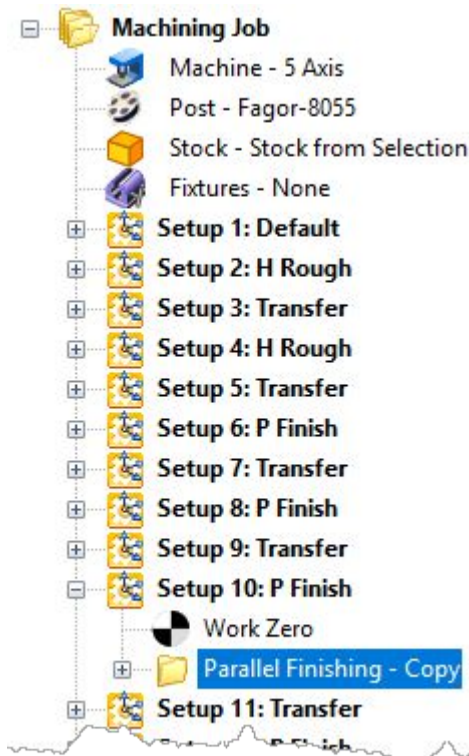 Machining Job
Machine - 5 Axis
Post - Fagor-8055
Stock - Stock from Selection
Fixtures - None
Setup 1: Default
Setup 2: H Rough
Setup 3: Transfer
Setup 4: H Rough
Setup 5: Transfer
Setup 6: P Finish
Setup 7: Transfer
Setup 8: P Finish
Setup 9: Transfer
Setup 10: P Finish
Work Zero
Parallel Finishing - Copy
Setup 11: Transfer